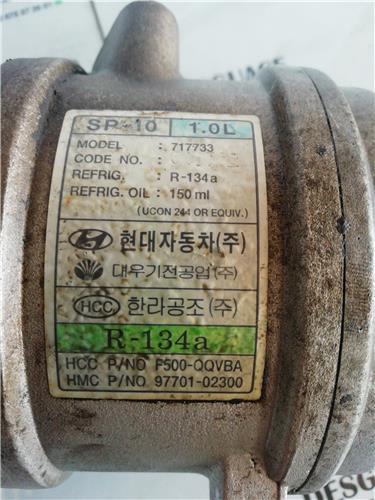 SP-10 1.0L
MODEL : 717733
CODE NO. :
REFRIG. : R-134a
REFRIG. OIL : 150 ml
(UCON 244 OR EQUIV.)
현대자동차(주)
대우기전공업(주)
HCC 한라공조(주)
R-134a
HCC P/NO F500-QQVBA
HMC P/NO 97701-02300